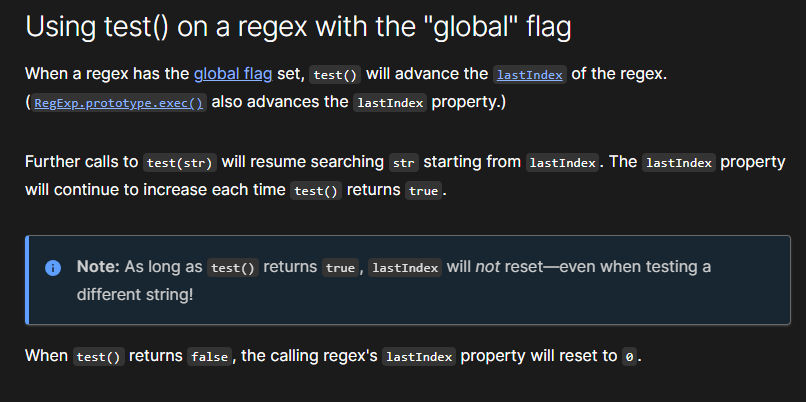 Using test() on a regex with the "global" flag
When a regex has the global flag set, test() will advance the lastIndex of the regex.
(RegExp.prototype.exec() also advances the lastIndex property.)
Further calls to test(str) will resume searching str starting from lastIndex. The lastIndex property
will continue to increase each time test() returns true.
Note: As long as test() returns true, lastIndex will not reset—even when testing a
different string!
When test() returns false, the calling regex's lastIndex property will reset to 0.